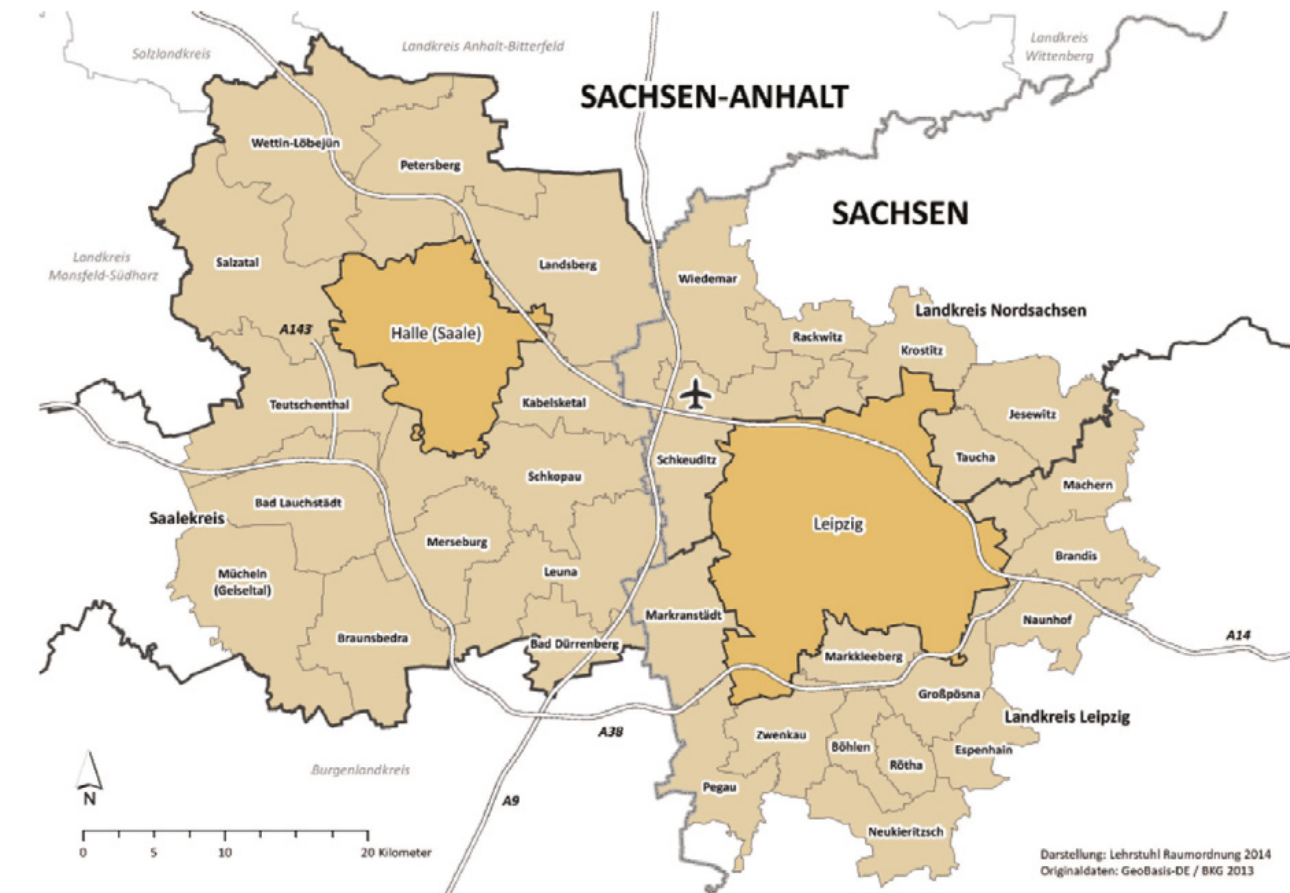 Salzlandkreis
Landkreis Anhalt-Bitterfeld
Landkreis
Wittenberg
SACHSEN-ANHALT
Wettin-Löbejün
Petersberg
SACHSEN
Landkreis
Mansfeld-Südharz
Salzatal
Landsberg
Wiedemar
Landkreis Nordsachsen
A143
Halle (Saale)
Rackwitz
Krostitz
Teutschenthal
Kabelsketal
Jesewitz
Schkeuditz
Taucha
Schkopau
Machern
Bad Lauchstädt
Saalekreis
Leipzig
Merseburg
Brandis
Leuna
Mücheln
(Geiseltal)
Markranstädt
Naunhof
Braunsbedra
Bad Dürrenberg
Markkleeberg
A14
Großpösna
Landkreis Leipzig
A38
Zwenkau
Böhlen
Espenhain
Rötha
Burgenlandkreis
Pegau
A9
N
Neukieritzsch
0 5 10 20 Kilometer
Darstellung: Lehrstuhl Raumordnung 2014
Originaldaten: GeoBasis-DE / BKG 2013